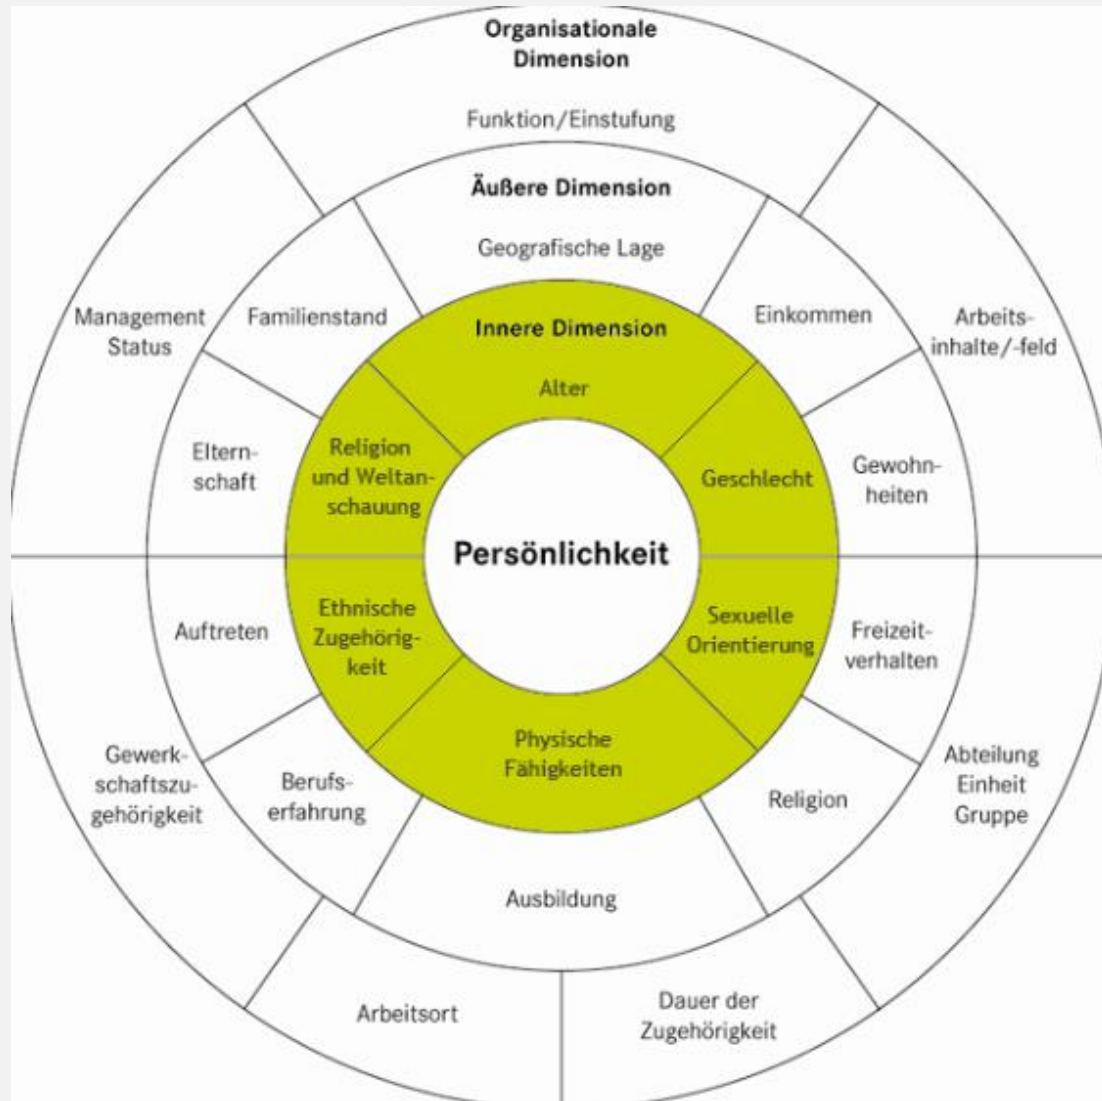 Organisationale
Dimension
Funktion/Einstufung
Äußere Dimension
Geografische Lage
Management
Status
Familienstand
Innere Dimension
Alter
Einkommen
Arbeits-
inhalte/-feld
Eltern-
schaft
Religion
und Weltan-
schauung
Geschlecht
Gewohn-
heiten
Persönlichkeit
Auftreten
Ethnische
Zugehörig-
keit
Sexuelle
Orientierung
Freizeit-
verhalten
Gewerk-
schaftszu-
gehörigkeit
Berufs-
erfahrung
Physische
Fähigkeiten
Religion
Abteilung
Einheit
Gruppe
Ausbildung
Arbeitsort
Dauer der
Zugehörigkeit